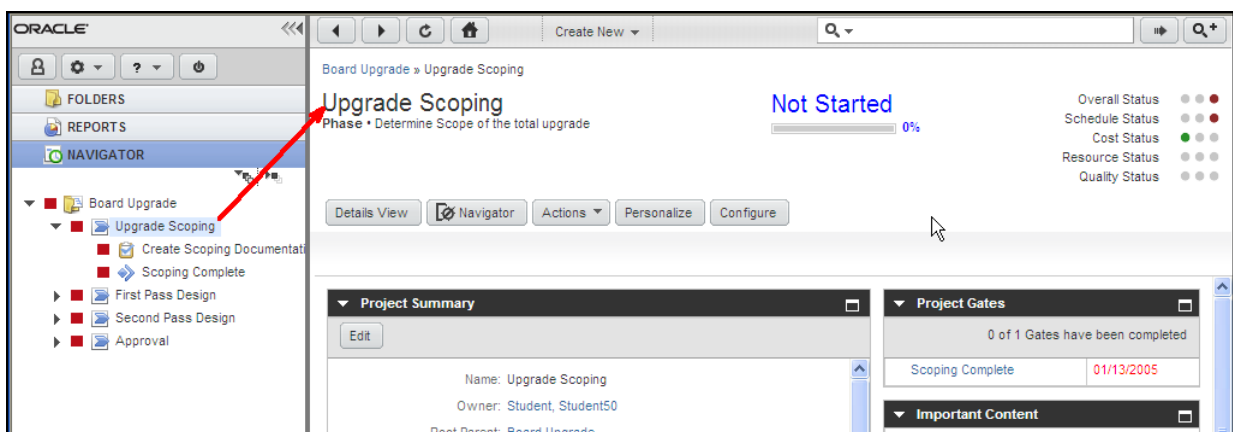 ORACLE
Create New
?
FOLDERS
REPORTS
NAVIGATOR
Board Upgrade
Upgrade Scoping
Create Scoping Documentati
Scoping Complete
First Pass Design
Second Pass Design
Approval
Board Upgrade » Upgrade Scoping
Upgrade Scoping
Phase • Determine Scope of the total upgrade
Not Started
0%
Overall Status
Schedule Status
Cost Status
Resource Status
Quality Status
Details View
Navigator
Actions
Personalize
Configure
Project Summary
Edit
Name: Upgrade Scoping
Owner: Student, Student50
Root Parent: Board Upgrade
Project Gates
0 of 1 Gates have been completed
Scoping Complete 01/13/2005
Important Content